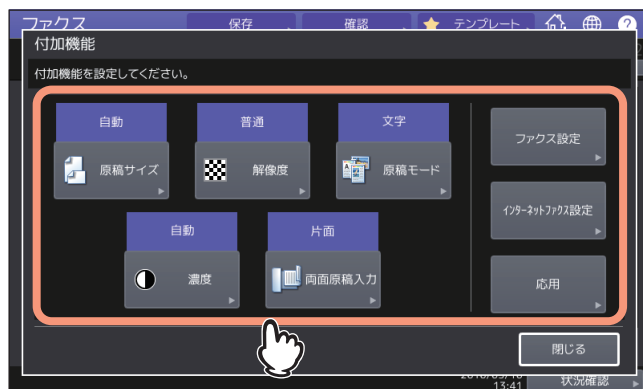 ファクス 保存 確認 テンプレート ?
付加機能
付加機能を設定してください。
自動 普通 文字
原稿サイズ 解像度 原稿モード
自動 片面
濃度 両面原稿入力
ファクス設定
インターネットファクス設定
応用
閉じる
13:41 状況確認